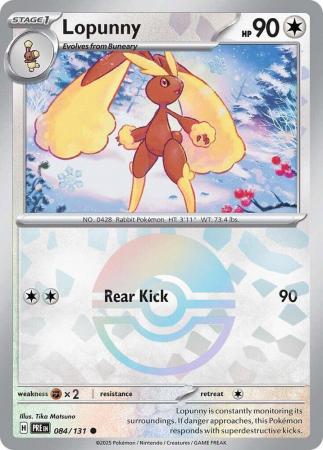 STAGE 1
Lopunny
HP 90
Evolves from Buneary
NO. 0428 Rabbit Pokémon HT: 3'11" WT: 73.4 lbs.
Rear Kick 90
weakness ×2 resistance retreat
Illus. Tika Matsuno
H PRE EN 084/131
Lopunny is constantly monitoring its
surroundings. If danger approaches, this Pokémon
responds with superdestructive kicks.
©2025 Pokémon / Nintendo / Creatures / GAME FREAK